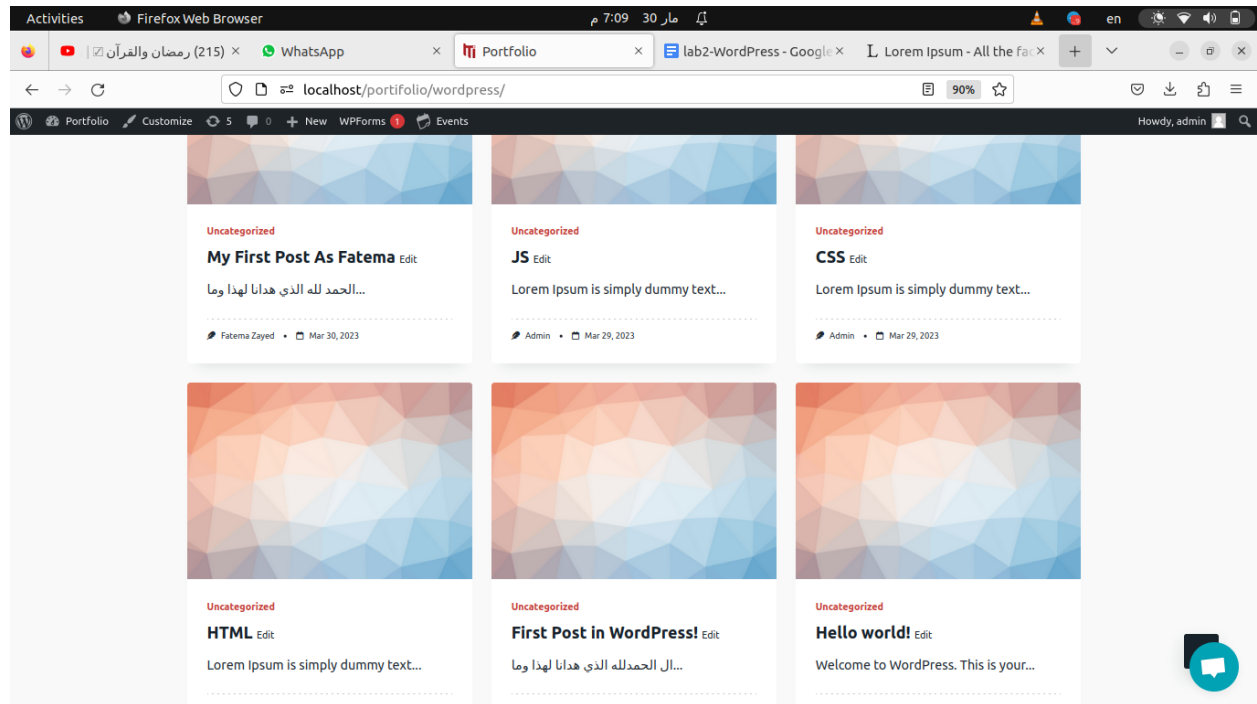 Activities Firefox Web Browser 7:09 م 30 مار en
(215) رمضان والقرآن | WhatsApp Portfolio lab2-WordPress - Google Lorem Ipsum - All the fac
localhost/portifolio/wordpress/ 90%
Portfolio Customize 5 0 New WPForms 1 Events Howdy, admin
Uncategorized Uncategorized Uncategorized
My First Post As Fatema Edit JS Edit CSS Edit
الحمد لله الذي هدانا لهذا وما... Lorem Ipsum is simply dummy text... Lorem Ipsum is simply dummy text...
Fatema Zayed • Mar 30, 2023 Admin • Mar 29, 2023 Admin • Mar 29, 2023
Uncategorized Uncategorized Uncategorized
HTML Edit First Post in WordPress! Edit Hello world! Edit
Lorem Ipsum is simply dummy text... ال الحمدلله الذي هدانا لهذا وما... Welcome to WordPress. This is your...